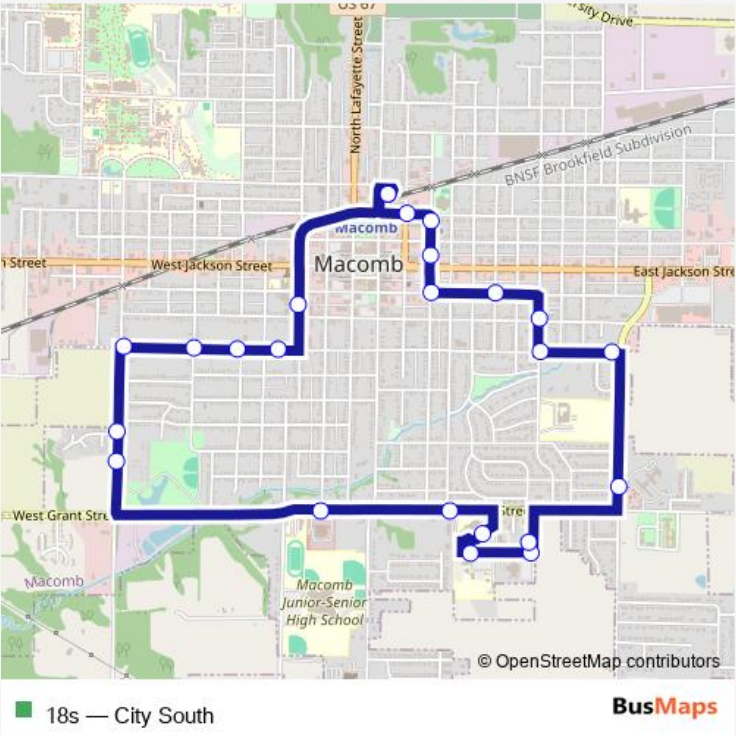 US 67
rsity Drive
North Lafayette Street
BNSF Brookfield Subdivision
Macomb
n Street
West Jackson Street
Macomb
East Jackson Stre
West Grant Stre
Stree
Macomb
Macomb
Junior-Senior
High School
© OpenStreetMap contributors
18s — City South
BusMaps